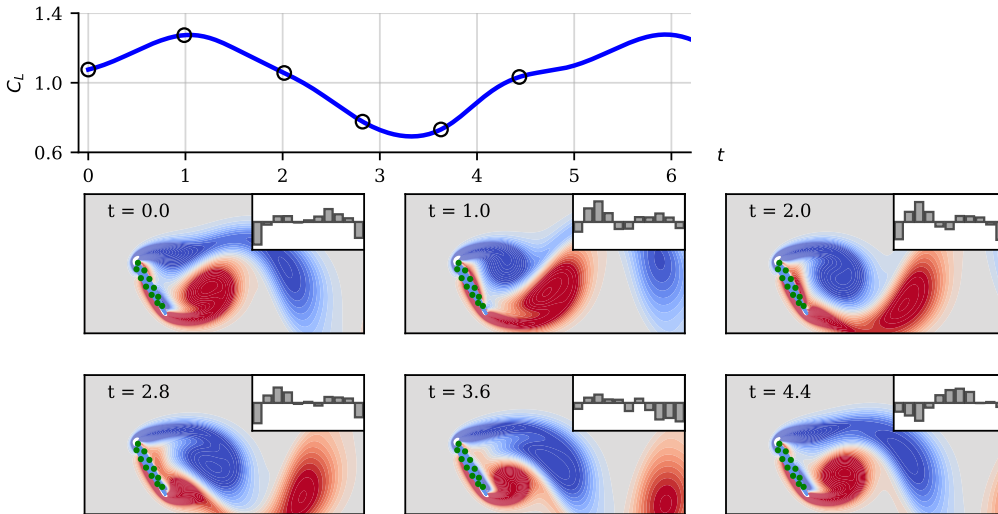 1.4
1.0
0.6
C_L
0 1 2 3 4 5 6
t
t = 0.0
t = 1.0
t = 2.0
t = 2.8
t = 3.6
t = 4.4